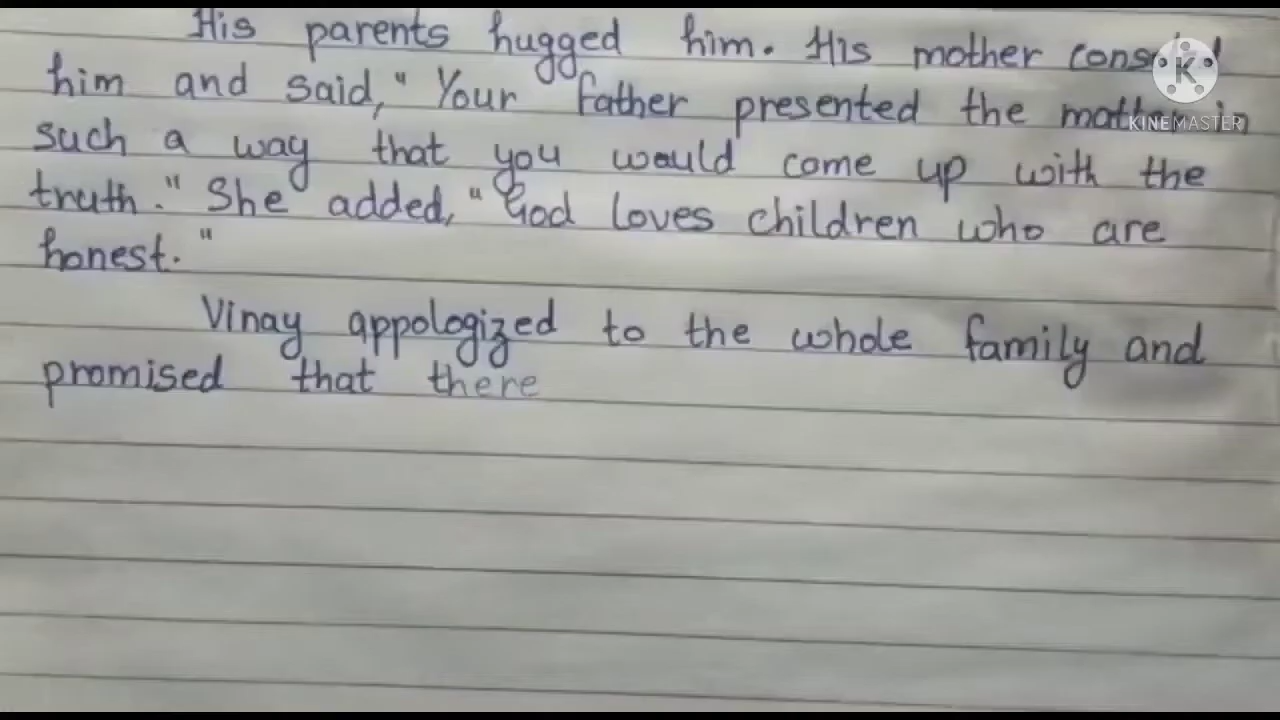 His parents hugged him. His mother
him and said, "Your father presented the matter in
such a way that you would come up with the
truth." She added, "God loves children who are
honest."
Vinay appologized to the whole family and
promised that there
K
KINEMASTER